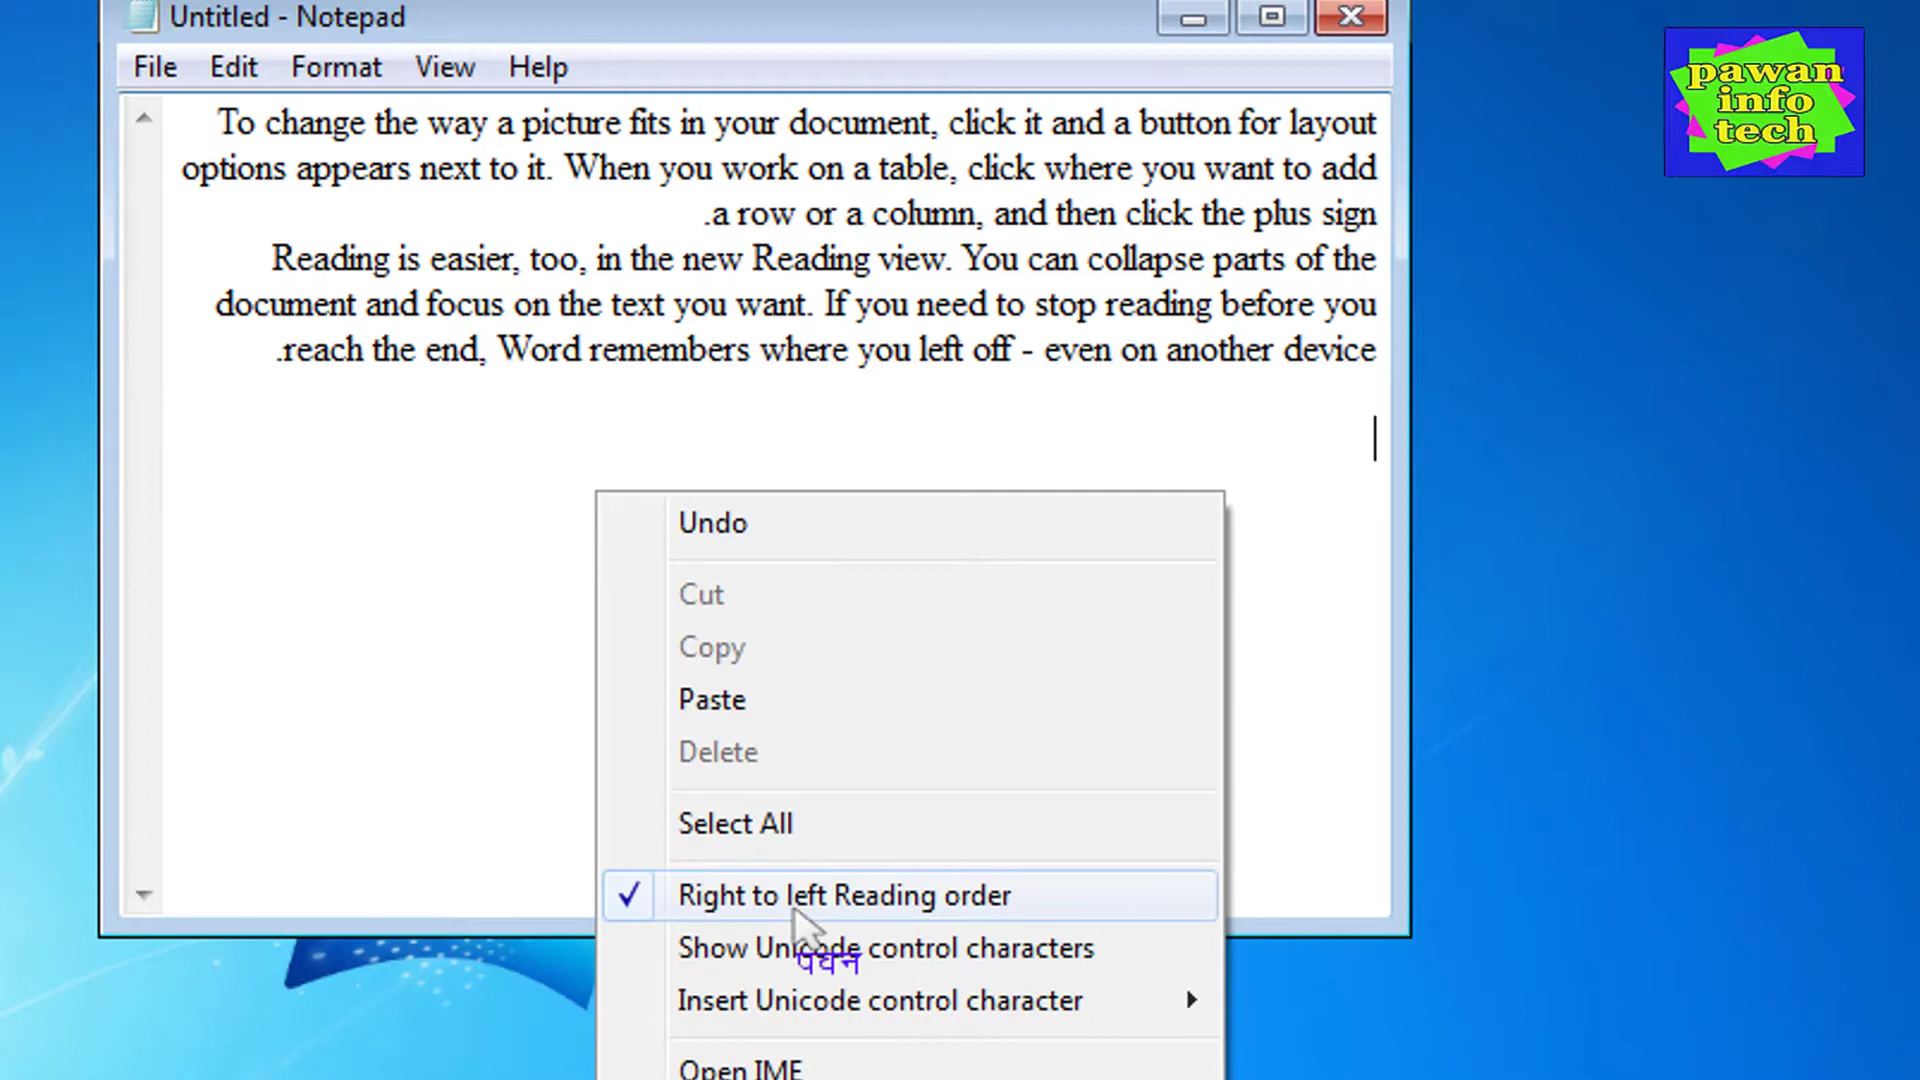 Untitled - Notepad
File Edit Format View Help
To change the way a picture fits in your document, click it and a button for layout
options appears next to it. When you work on a table, click where you want to add
.a row or a column, and then click the plus sign
Reading is easier, too, in the new Reading view. You can collapse parts of the
document and focus on the text you want. If you need to stop reading before you
.reach the end, Word remembers where you left off - even on another device
Undo
Cut
Copy
Paste
Delete
Select All
Right to left Reading order
Show Unicode control characters
पवन
Insert Unicode control character
Open IME
pawan
info
tech